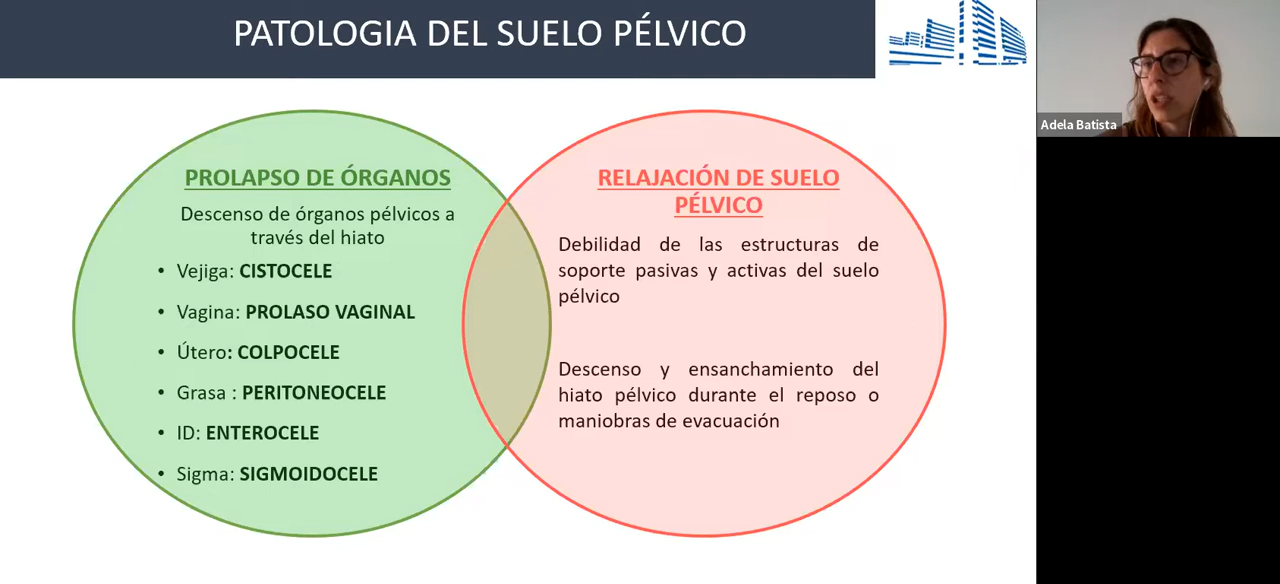 PATOLOGIA DEL SUELO PÉLVICO
Adela Batista
PROLAPSO DE ÓRGANOS
Descenso de órganos pélvicos a
través del hiato
• Vejiga: CISTOCELE
• Vagina: PROLASO VAGINAL
• Útero: COLPOCELE
• Grasa : PERITONEOCELE
• ID: ENTEROCELE
• Sigma: SIGMOIDOCELE
RELAJACIÓN DE SUELO
PÉLVICO
Debilidad de las estructuras de
soporte pasivas y activas del suelo
pélvico
Descenso y ensanchamiento del
hiato pélvico durante el reposo o
maniobras de evacuación